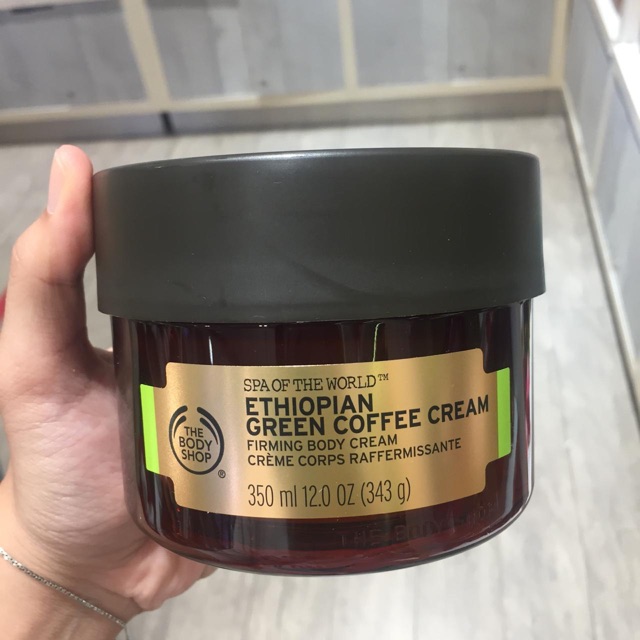 THE
BODY
SHOP
®
SPA OF THE WORLD™
ETHIOPIAN
GREEN COFFEE CREAM
FIRMING BODY CREAM
CRÈME CORPS RAFFERMISSANTE
350 ml 12.0 OZ (343 g)